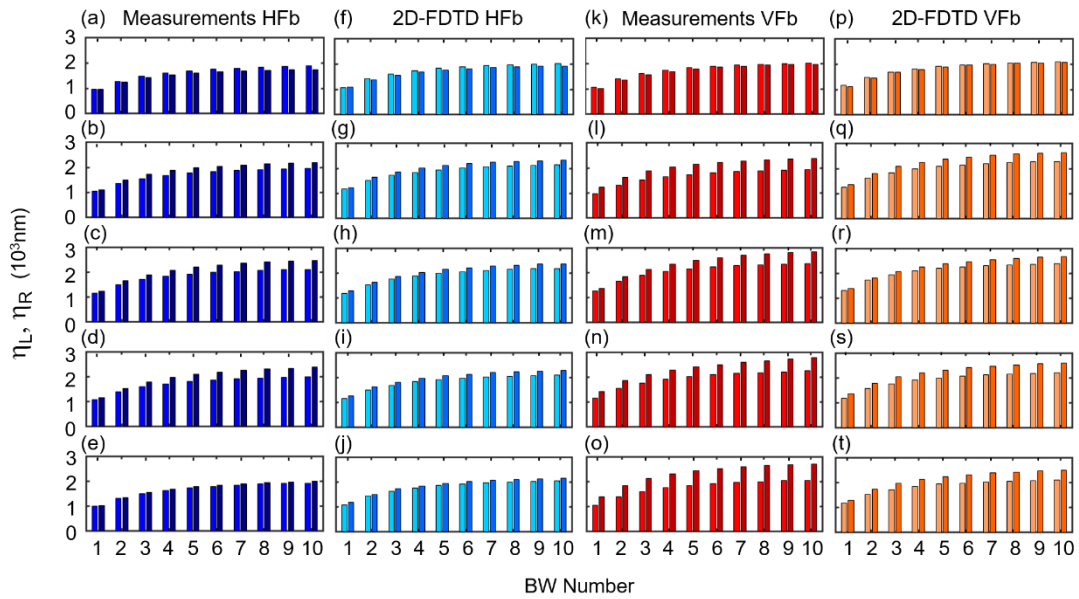 (a) Measurements HFb (f) 2D-FDTD HFb (k) Measurements VFb (p) 2D-FDTD VFb
3
2
1
0
(b) (g) (l) (q)
3
2
1
0
(c) (h) (m) (r)
3
2
1
0
(d) (i) (n) (s)
3
2
1
0
(e) (j) (o) (t)
3
2
1
0
η_L, η_R (10³nm)
1 2 3 4 5 6 7 8 9 10 1 2 3 4 5 6 7 8 9 10 1 2 3 4 5 6 7 8 9 10 1 2 3 4 5 6 7 8 9 10
BW Number